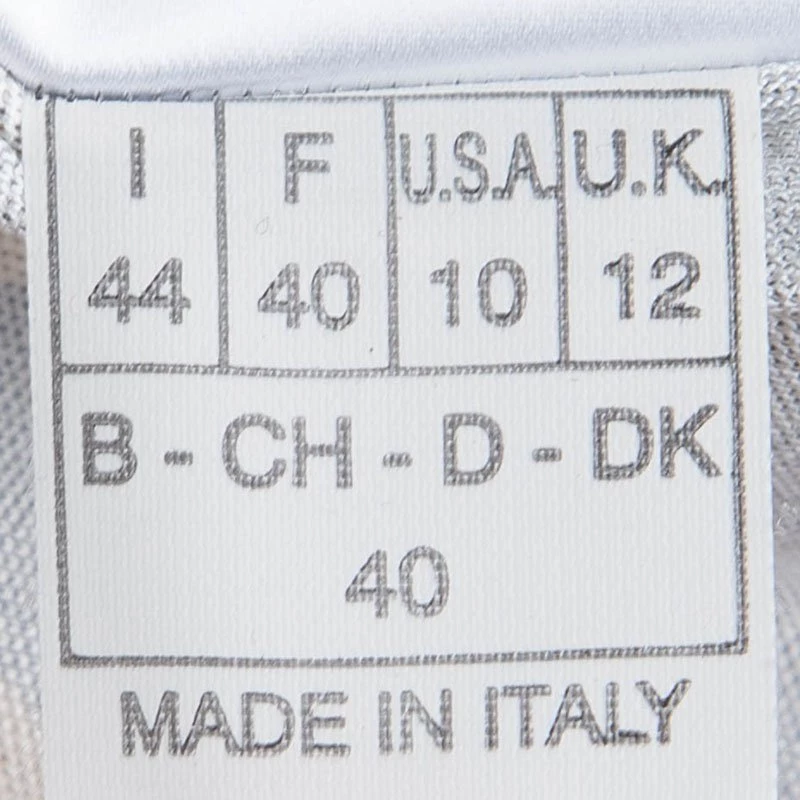 I F U.S.A. U.K.
44 40 10 12
B - CH - D - DK
40
MADE IN ITALY